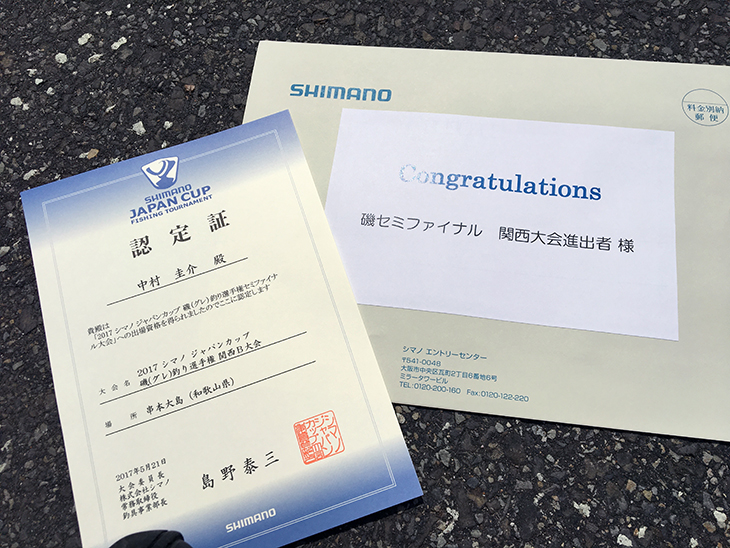 SHIMANO
JAPAN CUP
FISHING TOURNAMENT
認定証
中村 圭介 殿
貴殿は
「2017 シマノ ジャパンカップ 磯(グレ)釣り選手権セミファイナ
ル大会」への出場資格を得られましたのでここに認定します
大会名 2017 シマノ ジャパンカップ
磯(グレ)釣り選手権 関西B大会
場所 串本大島(和歌山県)
2017年5月21日
大会委員長
株式会社シマノ
常務取締役
釣具事業部長
島野泰三
SHIMANO
SHIMANO
料金別納
郵便
Congratulations
磯セミファイナル 関西大会進出者 様
シマノ エントリーセンター
〒541-0048
大阪市中央区瓦町2丁目6番地6号
ミラータワービル
TEL:0120-200-160 Fax:0120-122-220